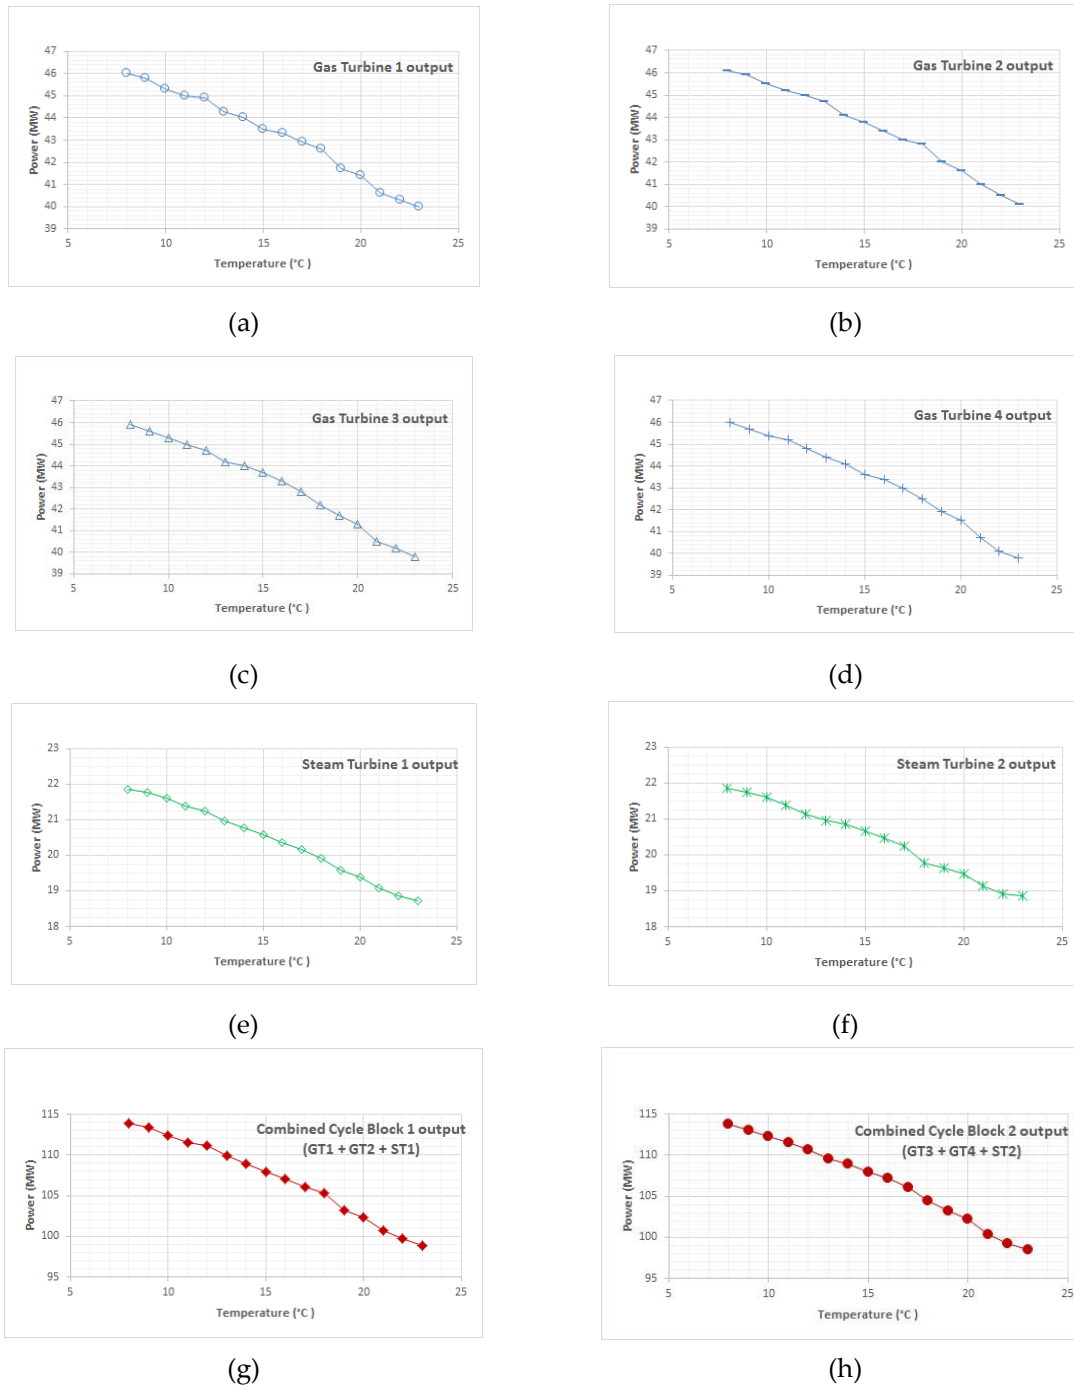 Gas Turbine 1 output
47
46
45
44
43
42
41
40
39
Power (MW)
5 10 15 20 25
Temperature (°C )
(a)
Gas Turbine 2 output
47
46
45
44
43
42
41
40
39
Power (MW)
5 10 15 20 25
Temperature (°C )
(b)
Gas Turbine 3 output
47
46
45
44
43
42
41
40
39
Power (MW)
5 10 15 20 25
Temperature (°C )
(c)
Gas Turbine 4 output
47
46
45
44
43
42
41
40
39
Power (MW)
5 10 15 20 25
Temperature (°C )
(d)
Steam Turbine 1 output
23
22
21
20
19
18
Power (MW)
5 10 15 20 25
Temperature (°C )
(e)
Steam Turbine 2 output
23
22
21
20
19
18
Power (MW)
5 10 15 20 25
Temperature (°C )
(f)
Combined Cycle Block 1 output
(GT1 + GT2 + ST1)
115
110
105
100
95
Power (MW)
5 10 15 20 25
Temperature (°C )
(g)
Combined Cycle Block 2 output
(GT3 + GT4 + ST2)
115
110
105
100
95
Power (MW)
5 10 15 20 25
Temperature (°C )
(h)